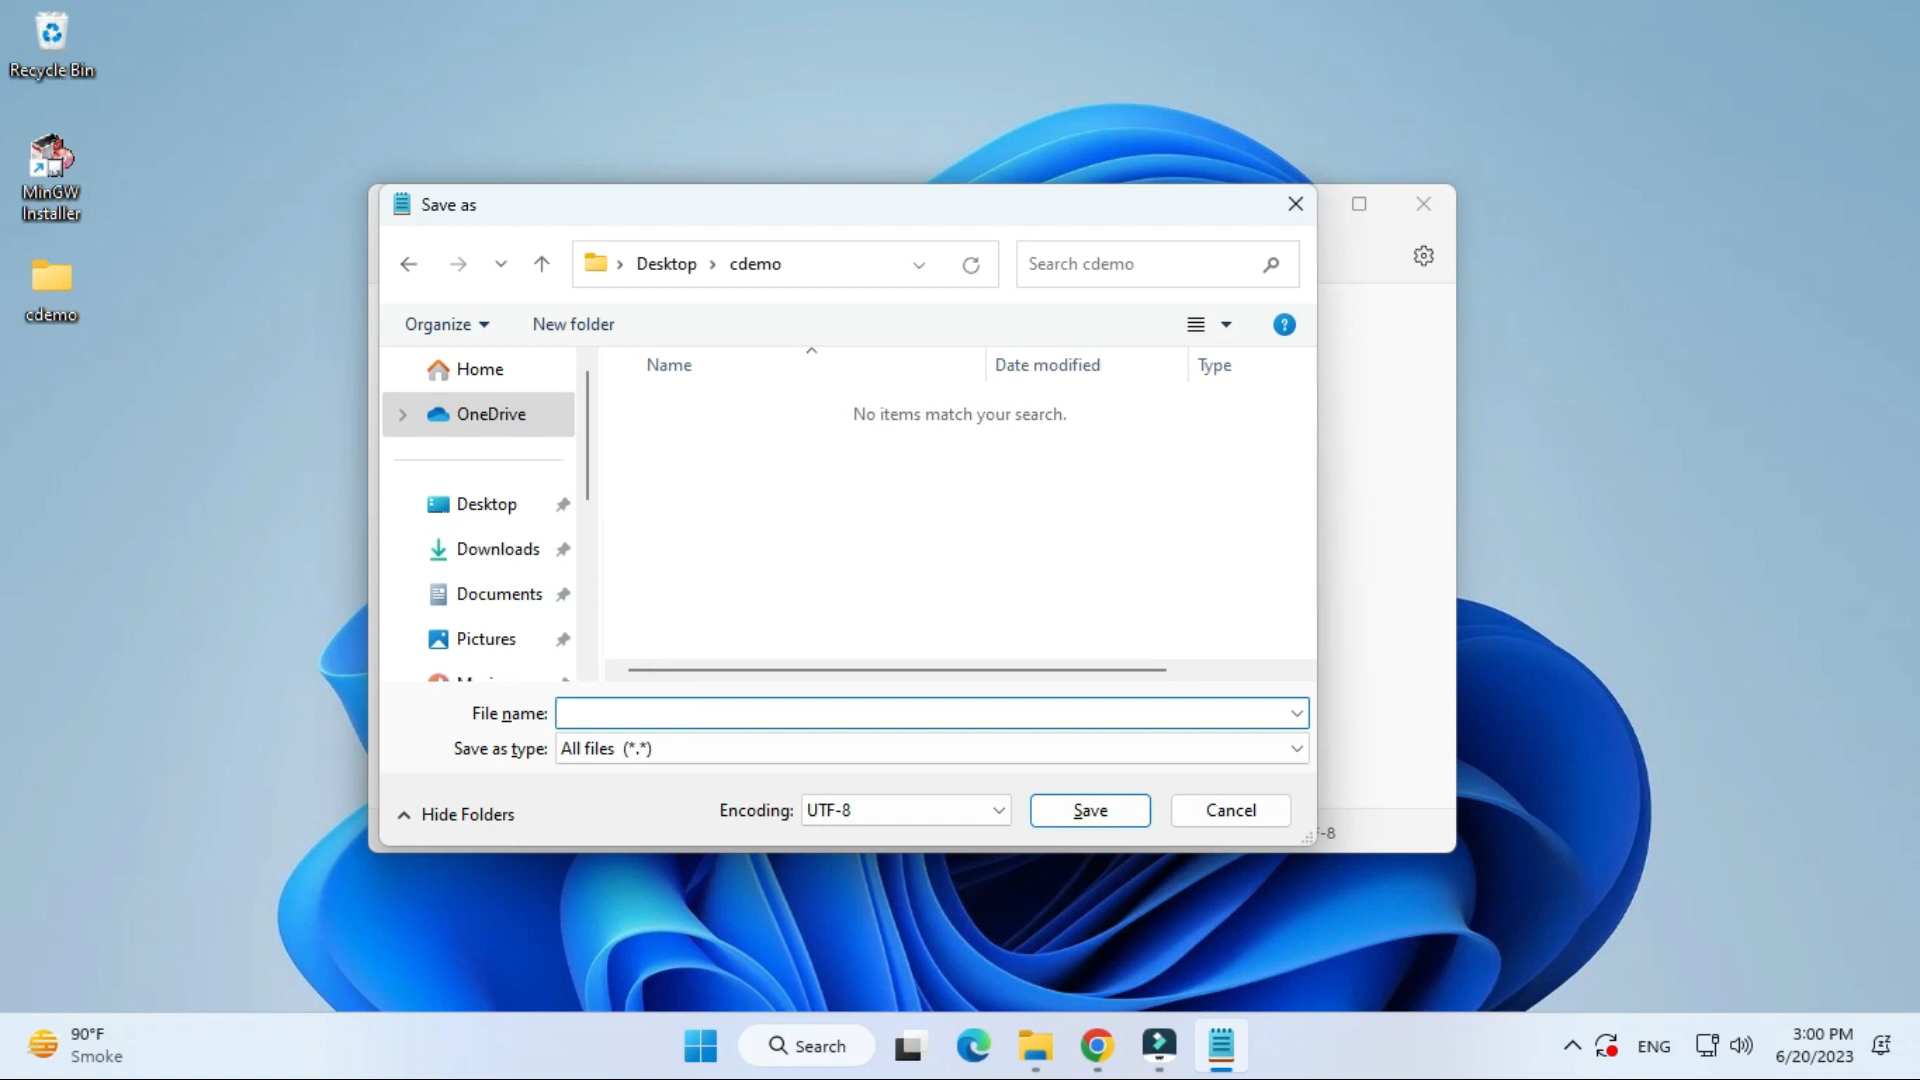 Recycle Bin
MinGW
Installer
cdemo
Save as
Desktop
cdemo
Search cdemo
Organize
New folder
?
Name
Date modified
Type
No items match your search.
Home
OneDrive
Desktop
Downloads
Documents
Pictures
File name:
Save as type:
All files (*.*)
Hide Folders
Encoding:
UTF-8
Save
Cancel
-8
90°F
Smoke
Search
ENG
3:00 PM
6/20/2023